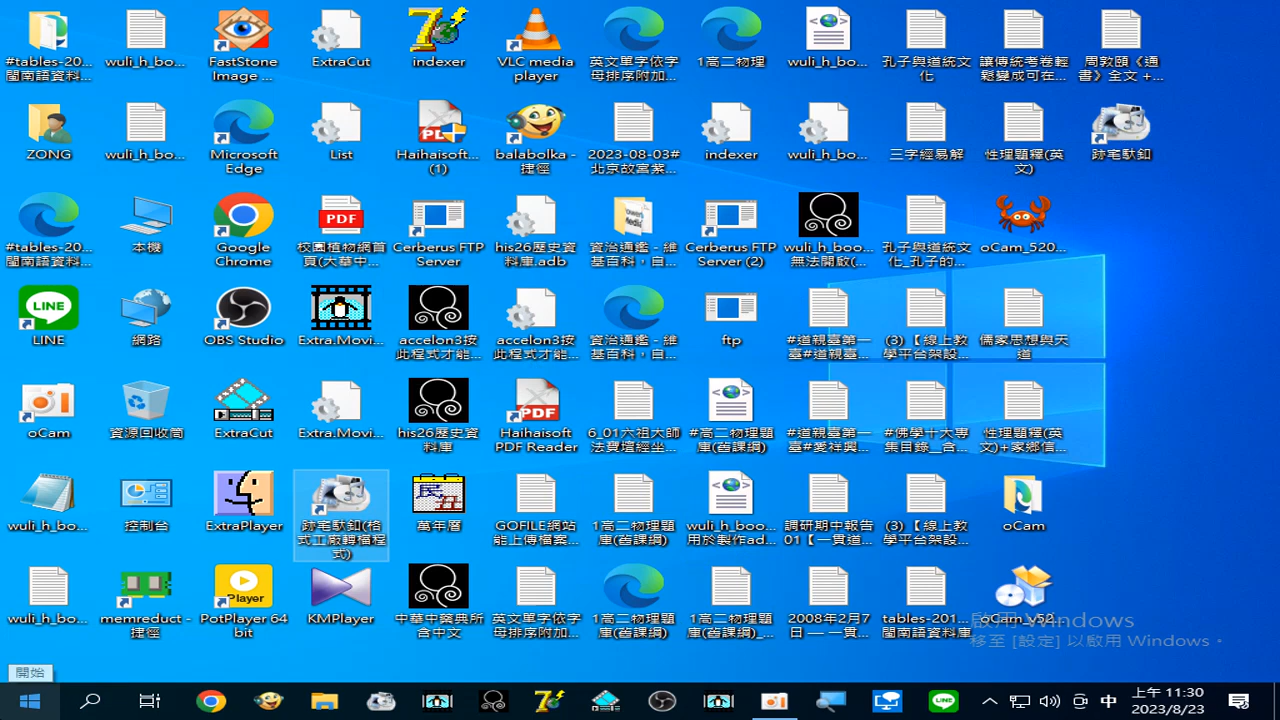 #tables-20...
閩南語資料...
wuli_h_bo...
FastStone
Image ...
ExtraCut
indexer
VLC media
player
英文單字依字
母排序附加...
1高二物理
wuli_h_bo...
孔子與道統文
化
讓傳統考卷輕
鬆變成可在...
周敦頤《通
書》全文 +...
ZONG
wuli_h_bo...
Microsoft
Edge
List
Haihaisoft...
(1)
balabolka -
捷徑
2023-08-03#
北京故宮紫...
indexer
wuli_h_bo...
三字經易解
性理題釋(英
文)
跡宅馱釦
#tables-20...
閩南語資料...
本機
Google
Chrome
PDF
校園植物網首
頁(大華中...
Cerberus FTP
Server
his26歷史資
料庫.adb
資治通鑑 - 維
基百科，自...
Cerberus FTP
Server (2)
wuli_h_boo...
無法開啟(...
孔子與道統文
化_孔子的...
oCam_520...
LINE
LINE
網路
OBS Studio
Extra.Movi...
accelon3按
此程式才能...
accelon3按
此程式才能...
資治通鑑 - 維
基百科，自...
ftp
#道親臺第一
臺#道親臺...
(3) 【線上教
學平台架設...
儒家思想與天
道
oCam
資源回收筒
ExtraCut
Extra.Movi...
his26歷史資
料庫
PDF
Haihaisoft
PDF Reader
6_01六祖大師
法寶壇經坐...
#高二物理題
庫(舊課綱)
#道親臺第一
臺#愛祥興...
#佛學十大專
集目錄__含...
性理題釋(英
文)+家鄉信...
wuli_h_bo...
控制台
ExtraPlayer
跡宅馱釦(格
式工廠轉檔程
式)
萬年曆
GOFILE網站
能上傳檔案...
1高二物理題
庫(舊課綱)
wuli_h_boo...
用於製作ad...
調研期中報告
01【一貫道...
(3) 【線上教
學平台架設...
oCam
wuli_h_bo...
memreduct -
捷徑
Player
PotPlayer 64
bit
KMPlayer
中華中藥典所
含中文
英文單字依字
母排序附加...
1高二物理題
庫(舊課綱)
1高二物理題
庫(舊課綱)_...
2008年2月7
日 — 一貫...
tables-201...
閩南語資料庫
oCam_v52...
啟用 Windows
移至 [設定] 以啟用 Windows。
開始
中
上午 11:30
2023/8/23